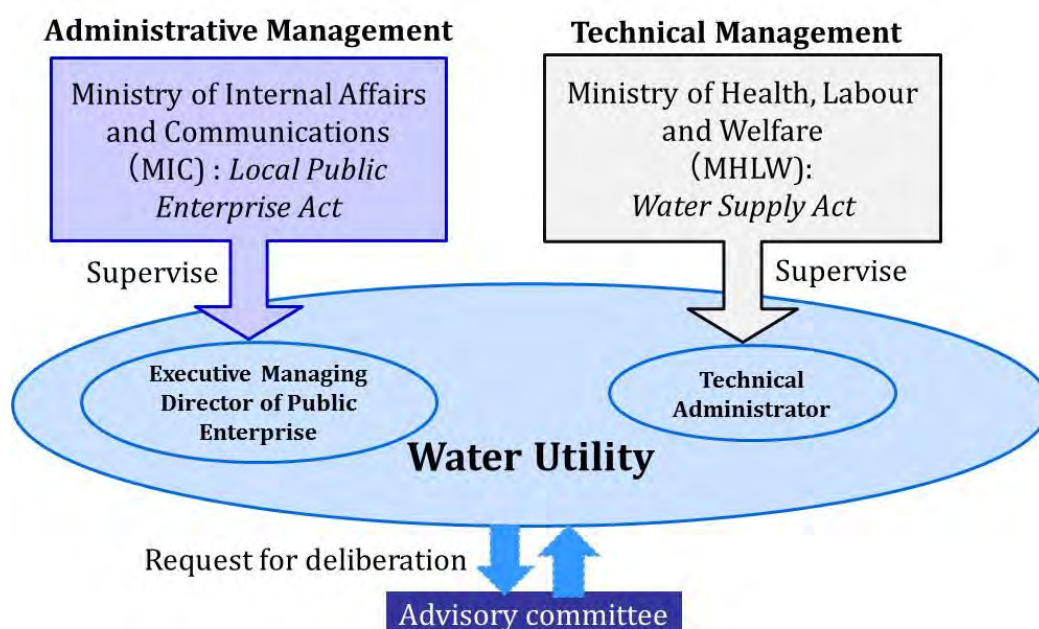 Administrative Management
Ministry of Internal Affairs
and Communications
(MIC) : Local Public
Enterprise Act
Supervise
Technical Management
Ministry of Health, Labour
and Welfare
(MHLW):
Water Supply Act
Supervise
Executive Managing
Director of Public
Enterprise
Technical
Administrator
Water Utility
Request for deliberation
Advisory committee